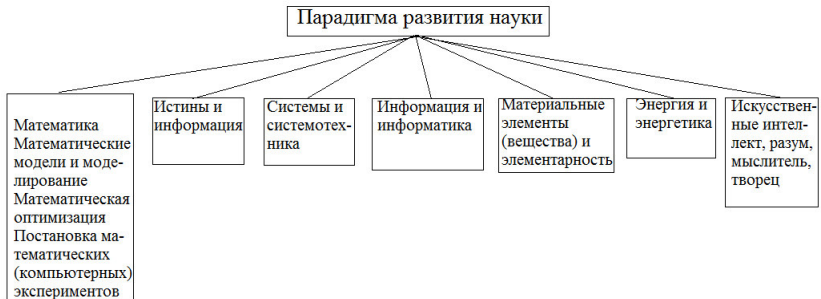 Парадигма развития науки
Математика
Математические
модели и моде-
лирование
Математическая
оптимизация
Постановка ма-
тематических
(компьютерных)
экспериментов
Истины и
информация
Системы и
системотех-
ника
Информация и
информатика
Материальные
элементы
(вещества) и
элементарность
Энергия и
энергетика
Искусствен-
ные интел-
лект, разум,
мыслитель,
творец